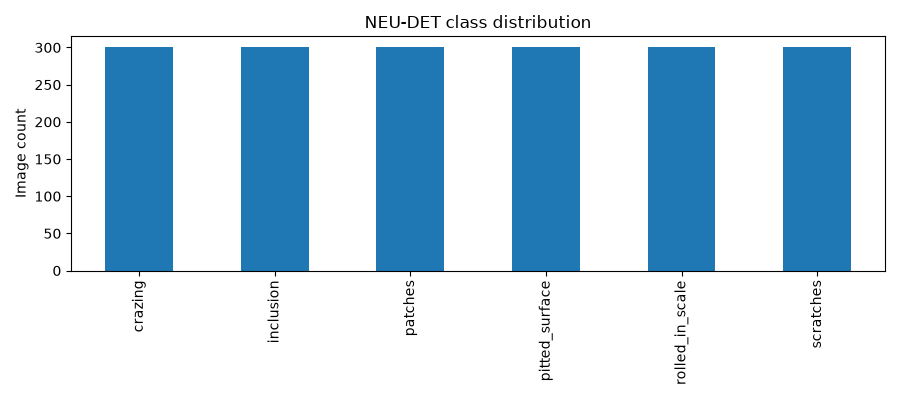 NEU-DET class distribution
Image count
300
250
200
150
100
50
0
crazing
inclusion
patches
pitted_surface
rolled_in_scale
scratches